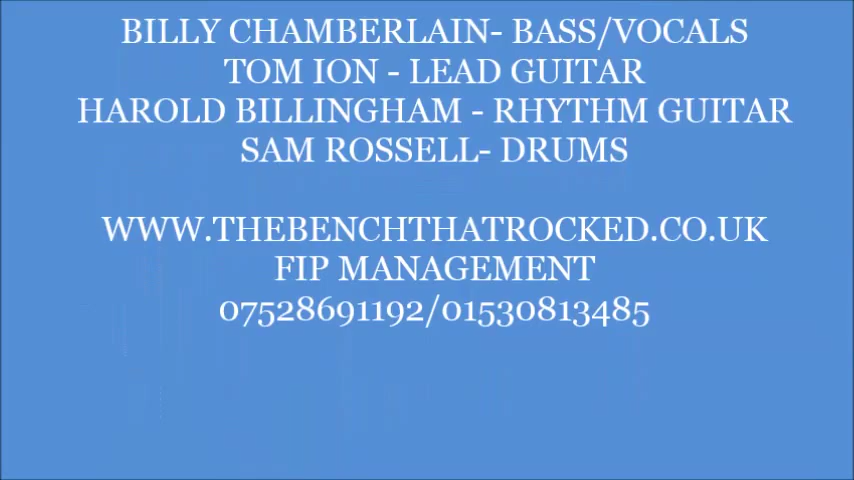 BILLY CHAMBERLAIN- BASS/VOCALS
TOM ION - LEAD GUITAR
HAROLD BILLINGHAM - RHYTHM GUITAR
SAM ROSSELL- DRUMS
WWW.THEBENCHTHATROCKED.CO.UK
FIP MANAGEMENT
07528691192/01530813485